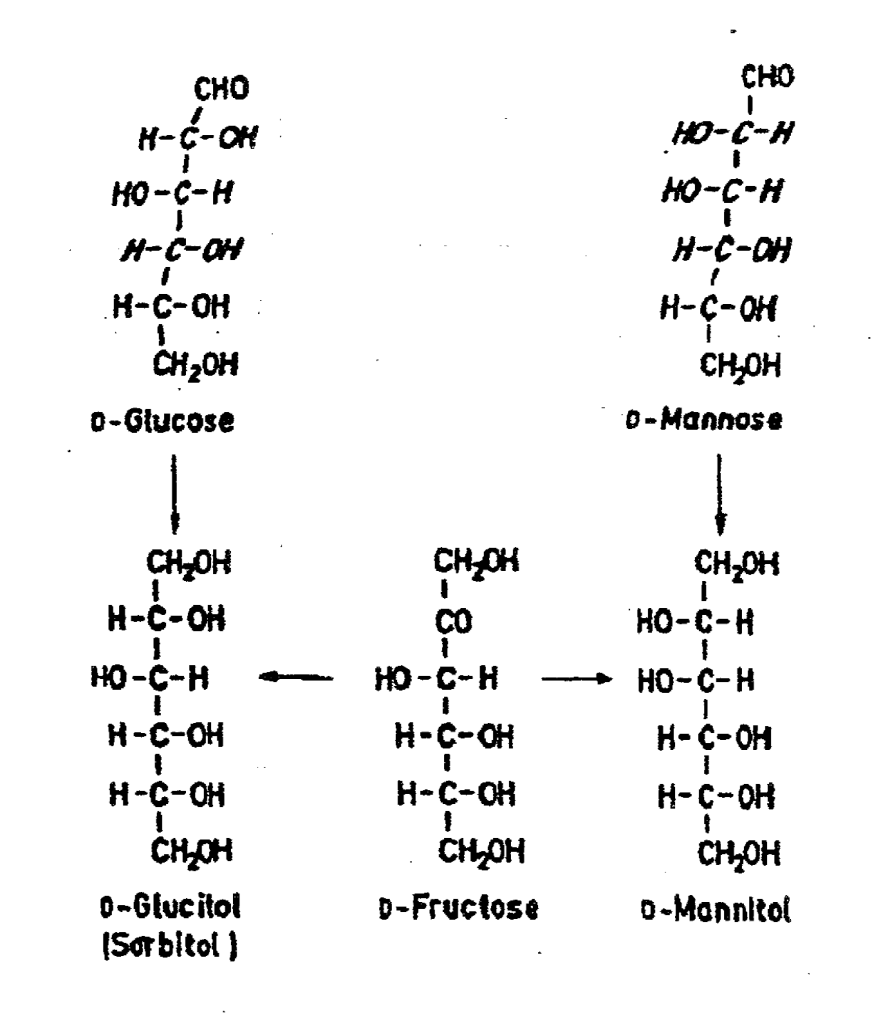 CHO
H-C-OH
HO-C-H
H-C-OH
H-C-OH
CH2OH
D-Glucose
CHO
HO-C-H
HO-C-H
H-C-OH
H-C-OH
CH2OH
D-Mannose
CH2OH
H-C-OH
HO-C-H
H-C-OH
H-C-OH
CH2OH
D-Glucitol
(Sorbitol)
CH2OH
CO
HO-C-H
H-C-OH
H-C-OH
CH2OH
D-Fructose
CH2OH
HO-C-H
HO-C-H
H-C-OH
H-C-OH
CH2OH
D-Mannitol